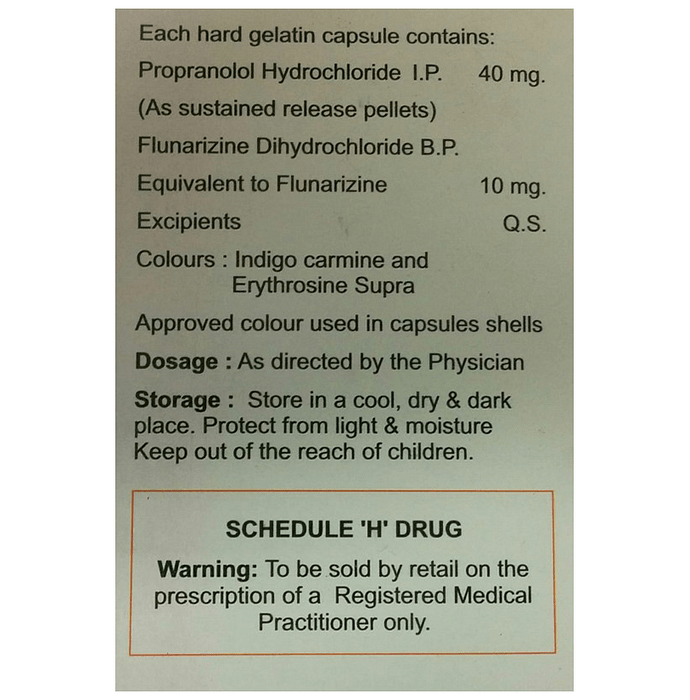 Each hard gelatin capsule contains:
Propranolol Hydrochloride I.P. 40 mg.
(As sustained release pellets)
Flunarizine Dihydrochloride B.P.
Equivalent to Flunarizine 10 mg.
Excipients Q.S.
Colours : Indigo carmine and
Erythrosine Supra
Approved colour used in capsules shells
Dosage : As directed by the Physician
Storage : Store in a cool, dry & dark
place. Protect from light & moisture
Keep out of the reach of children.
SCHEDULE 'H' DRUG
Warning: To be sold by retail on the
prescription of a Registered Medical
Practitioner only.